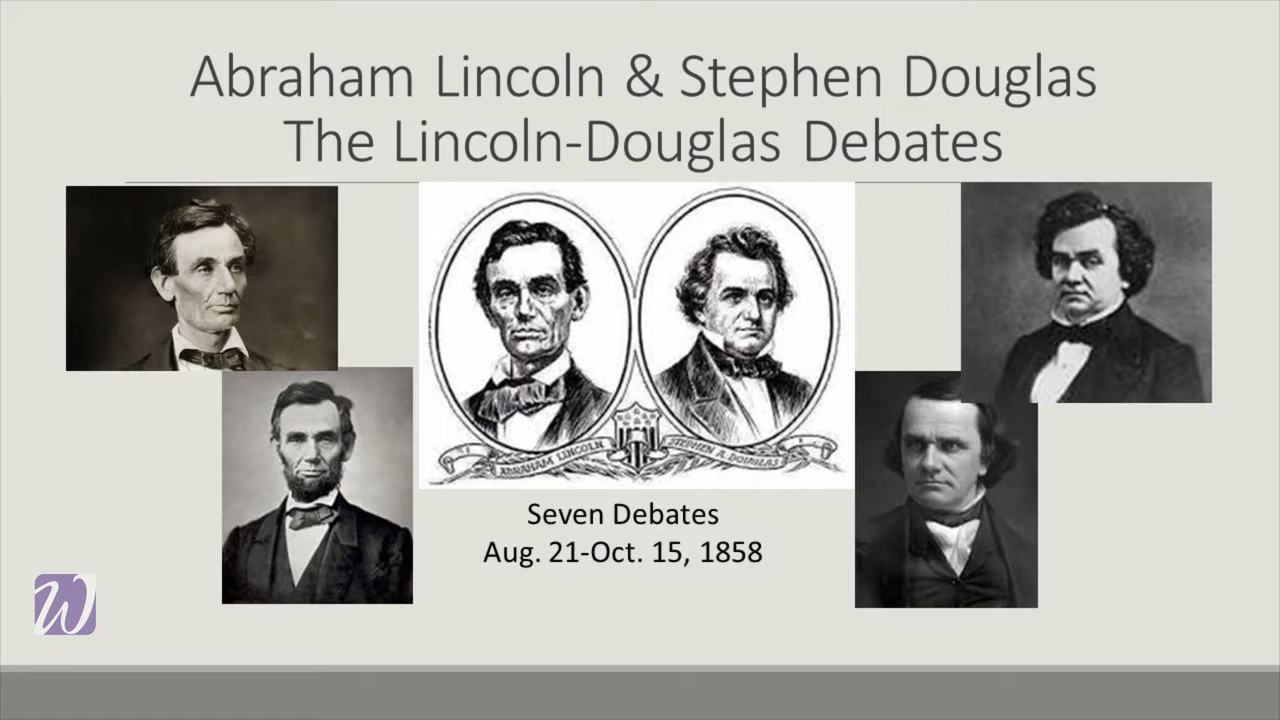 Abraham Lincoln & Stephen Douglas
The Lincoln-Douglas Debates
ABRAHAM LINCOLN
STEPHEN A DOUGLAS
Seven Debates
Aug. 21-Oct. 15, 1858
W